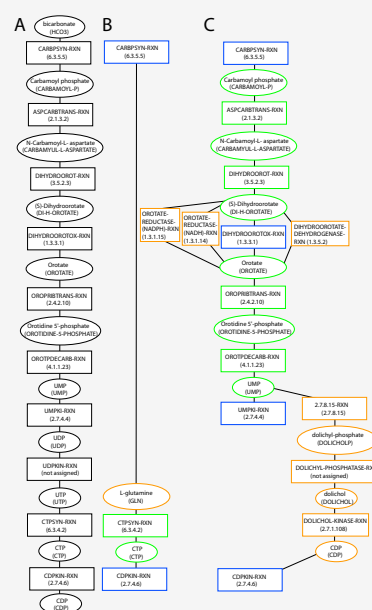 A
bicarbonate
(HCO3)
CARBPSYN-RXN
(6.3.5.5)
Carbamoyl phosphate
(CARBAMOYL-P)
ASPCARBTRANS-RXN
(2.1.3.2)
N-Carbamoyl-L- aspartate
(CARBAMYUL-L-ASPARTATE)
DIHYDROOROT-RXN
(3.5.2.3)
(S)-Dihydroorotate
(DI-H-OROTATE)
DIHYDROOROTOX-RXN
(1.3.3.1)
Orotate
(OROTATE)
OROPRIBTRANS-RXN
(2.4.2.10)
Orotidine 5'-phosphate
(OROTIDINE-5-PHOSPHATE)
OROTPDECARB-RXN
(4.1.1.23)
UMP
(UMP)
UMPKI-RXN
(2.7.4.4)
UDP
(UDP)
UDPKIN-RXN
(not assigned)
UTP
(UTP)
CTPSYN-RXN
(6.3.4.2)
CTP
(CTP)
CDPKIN-RXN
(2.7.4.6)
CDP
(CDP)
B
CARBPSYN-RXN
(6.3.5.5)
L-glutamine
(GLN)
CTPSYN-RXN
(6.3.4.2)
CTP
(CTP)
CDPKIN-RXN
(2.7.4.6)
C
CARBPSYN-RXN
(6.3.5.5)
Carbamoyl phosphate
(CARBAMOYL-P)
ASPCARBTRANS-RXN
(2.1.3.2)
N-Carbamoyl-L- aspartate
(CARBAMYUL-L-ASPARTATE)
DIHYDROOROT-RXN
(3.5.2.3)
(S)-Dihydroorotate
(DI-H-OROTATE)
OROTATE-
REDUCTASE-
(NADPH)-RXN
(1.3.1.15)
OROTATE-
REDUCTASE-
(NADH)-RXN
(1.3.1.14)
DIHYDROOROTOX-RXN
(1.3.3.1)
DIHYDROOROTATE-
DEHYDROGENASE-
RXN (1.3.5.2)
Orotate
(OROTATE)
OROPRIBTRANS-RXN
(2.4.2.10)
Orotidine 5'-phosphate
(OROTIDINE-5-PHOSPHATE)
OROTPDECARB-RXN
(4.1.1.23)
UMP
(UMP)
UMPKI-RXN
(2.7.4.4)
2.7.8.15-RXN
(2.7.8.15)
dolichyl-phosphate
(DOLICHOLP)
DOLICHYL-PHOSPHATASE-RXN
(not assigned)
dolichol
(DOLICHOL)
DOLICHOL-KINASE-RXN
(2.7.1.108)
CDP
(CDP)
CDPKIN-RXN
(2.7.4.6)